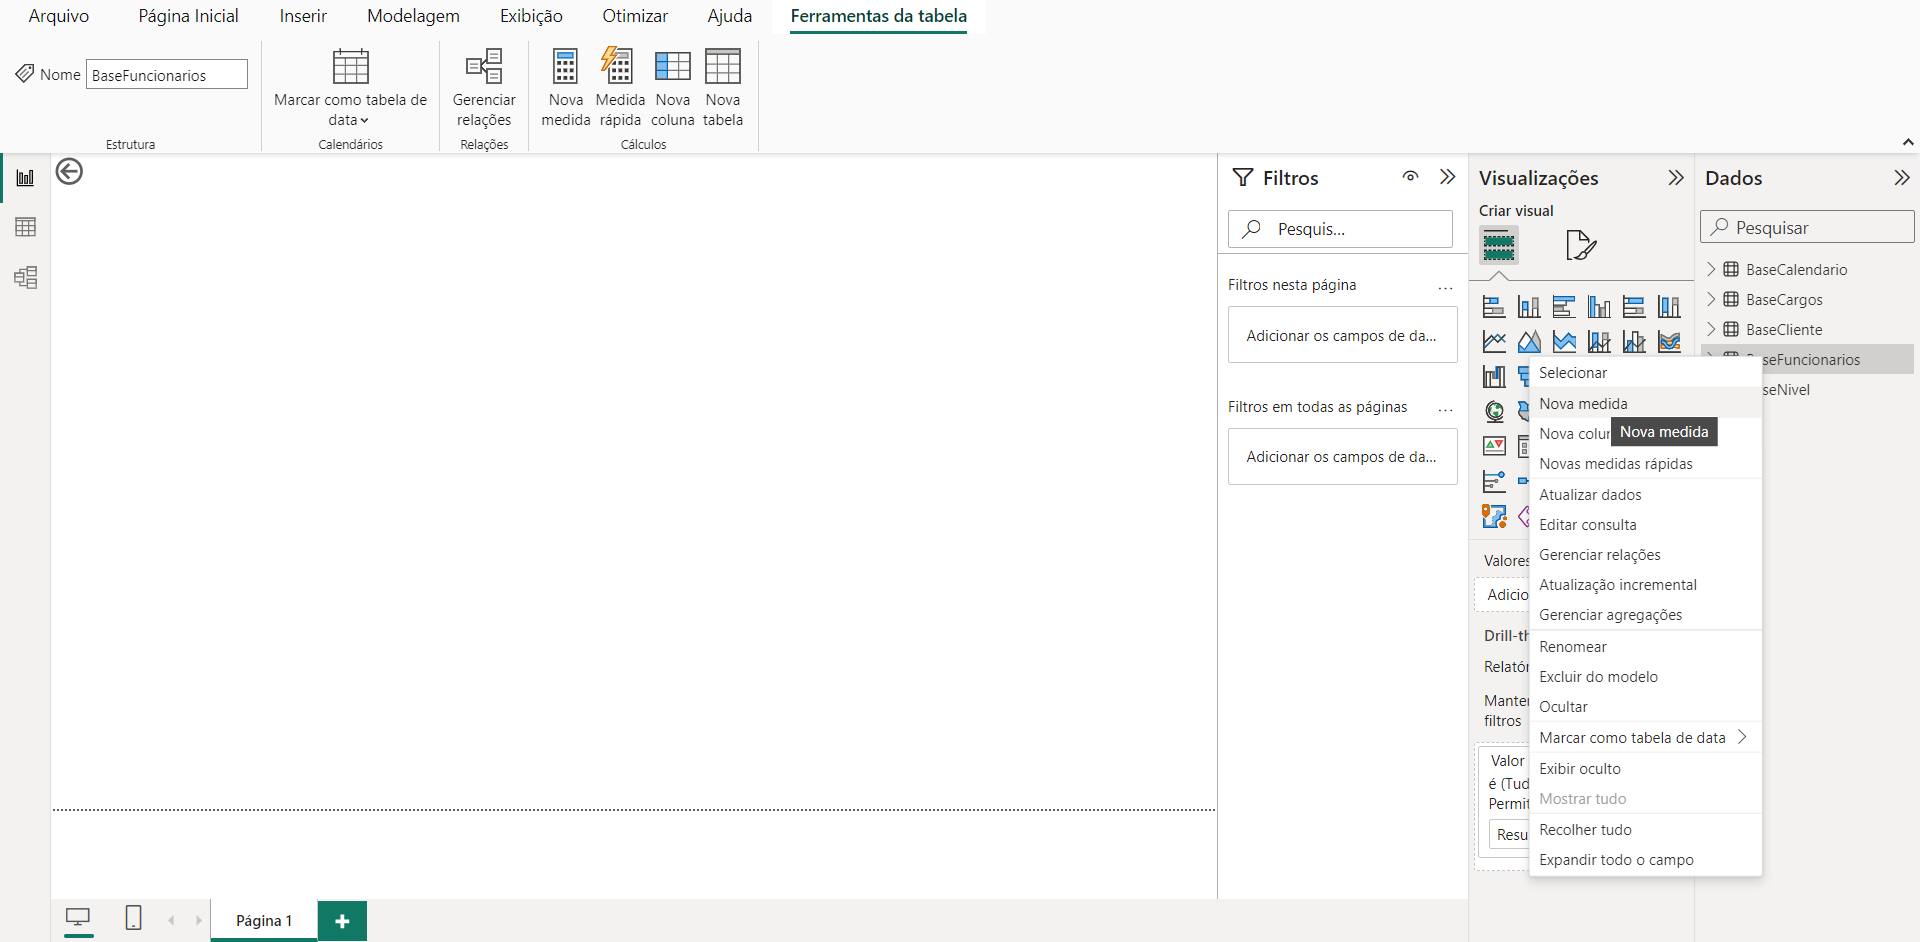 Arquivo
Página Inicial
Inserir
Modelagem
Exibição
Otimizar
Ajuda
Ferramentas da tabela
Nome
BaseFuncionarios
Estrutura
Marcar como tabela de
data
Calendários
Gerenciar
relações
Relações
Nova
medida
Medida
rápida
Nova
coluna
Nova
tabela
Cálculos
Filtros
Pesquis...
Filtros nesta página
...
Adicionar os campos de da...
Filtros em todas as páginas
...
Adicionar os campos de da...
Visualizações
Criar visual
Valores
Adicio
Drill-th
Relatór
Manter
filtros
Valor
é (Tud
Permit
Resu
Dados
Pesquisar
BaseCalendario
BaseCargos
BaseCliente
seFuncionarios
seNivel
Selecionar
Nova medida
Nova colur
Nova medida
Novas medidas rápidas
Atualizar dados
Editar consulta
Gerenciar relações
Atualização incremental
Gerenciar agregações
Renomear
Excluir do modelo
Ocultar
Marcar como tabela de data
Exibir oculto
Mostrar tudo
Recolher tudo
Expandir todo o campo
Página 1